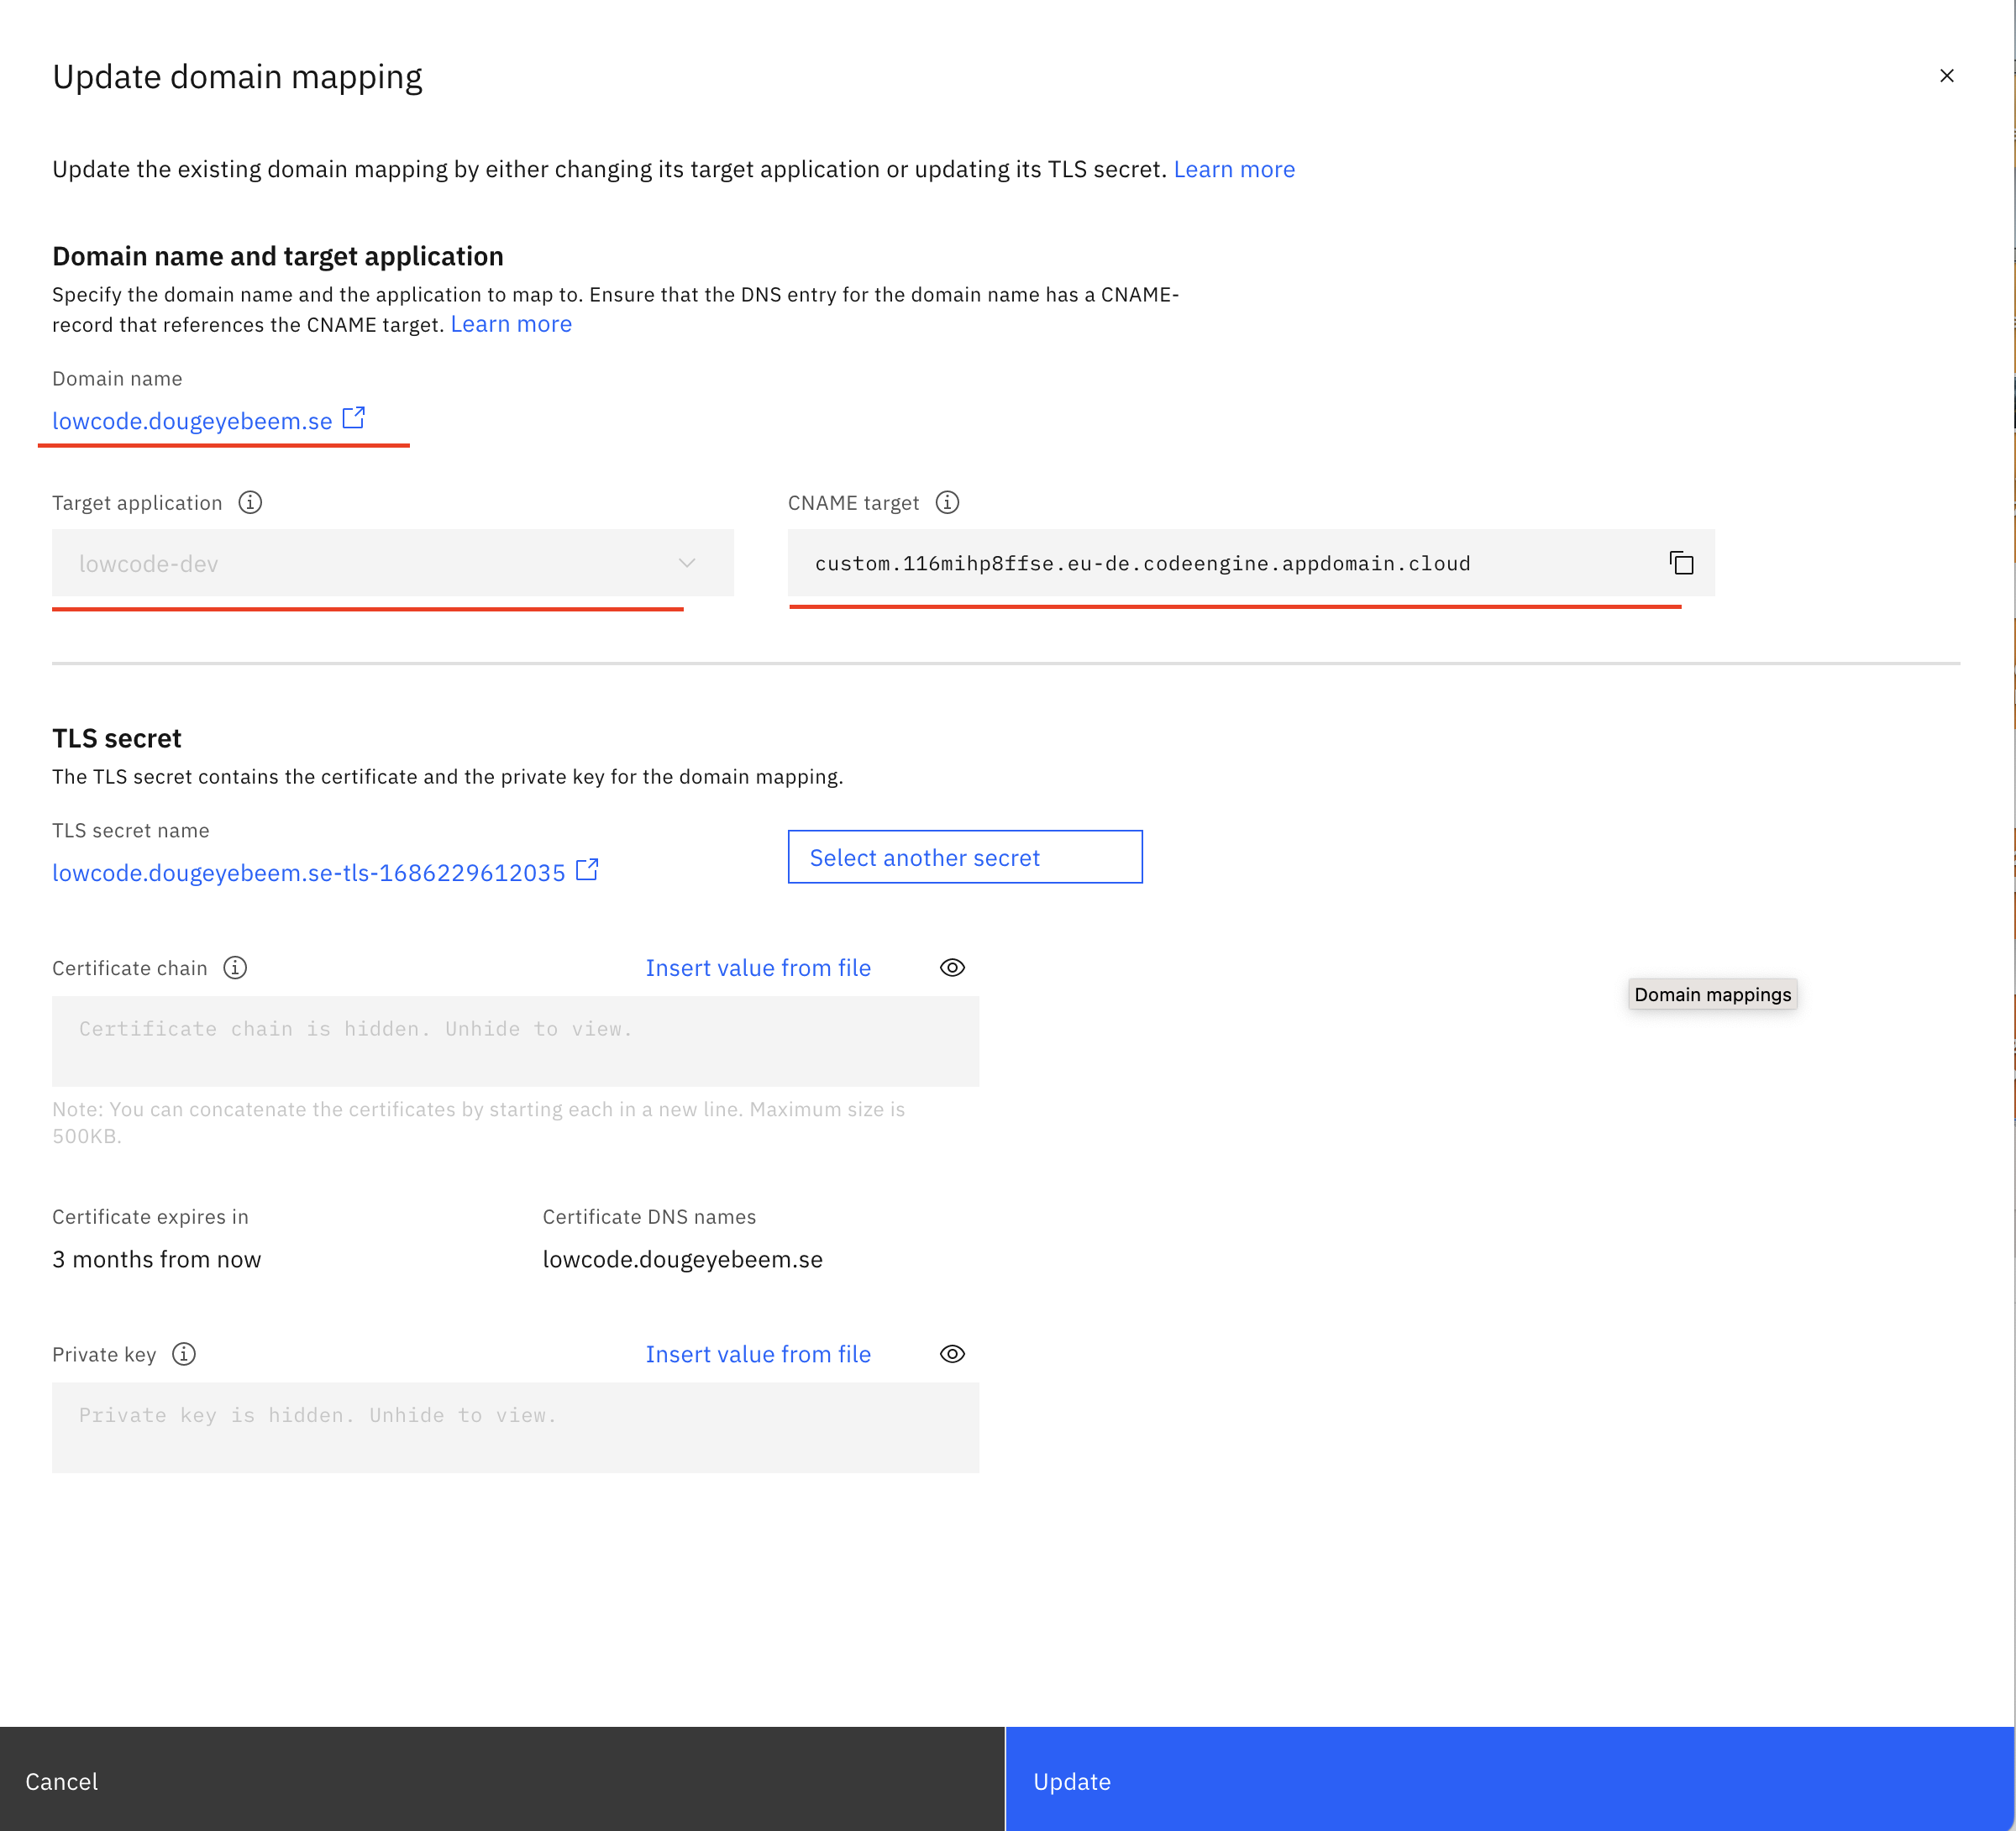 Update domain mapping
Update the existing domain mapping by either changing its target application or updating its TLS secret. Learn more
Domain name and target application
Specify the domain name and the application to map to. Ensure that the DNS entry for the domain name has a CNAME-
record that references the CNAME target. Learn more
Domain name
lowcode.dougeyebeem.se
Target application
CNAME target
lowcode-dev
custom.116mihp8ffse.eu-de.codeengine.appdomain.cloud
TLS secret
The TLS secret contains the certificate and the private key for the domain mapping.
TLS secret name
lowcode.dougeyebeem.se-tls-1686229612035
Select another secret
Certificate chain
Insert value from file
Domain mappings
Certificate chain is hidden. Unhide to view.
Note: You can concatenate the certificates by starting each in a new line. Maximum size is
500KB.
Certificate expires in
Certificate DNS names
3 months from now
lowcode.dougeyebeem.se
Private key
Insert value from file
Private key is hidden. Unhide to view.
Cancel
Update